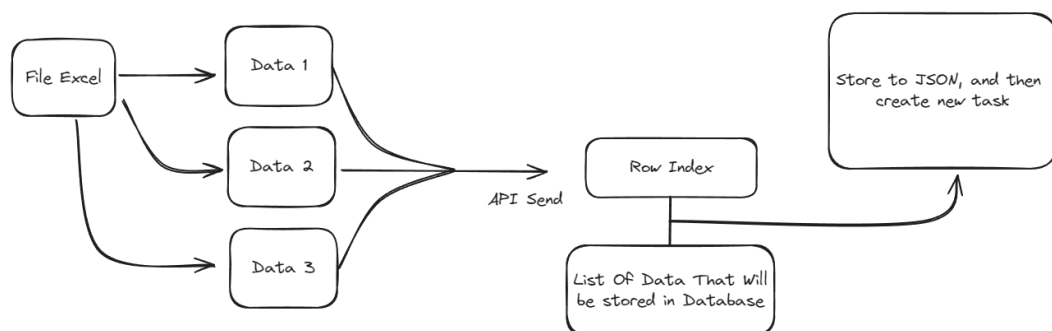 File Excel
Data 1
Data 2
Data 3
API Send
Row Index
List Of Data That Will
be stored in Database
Store to JSON, and then
create new task